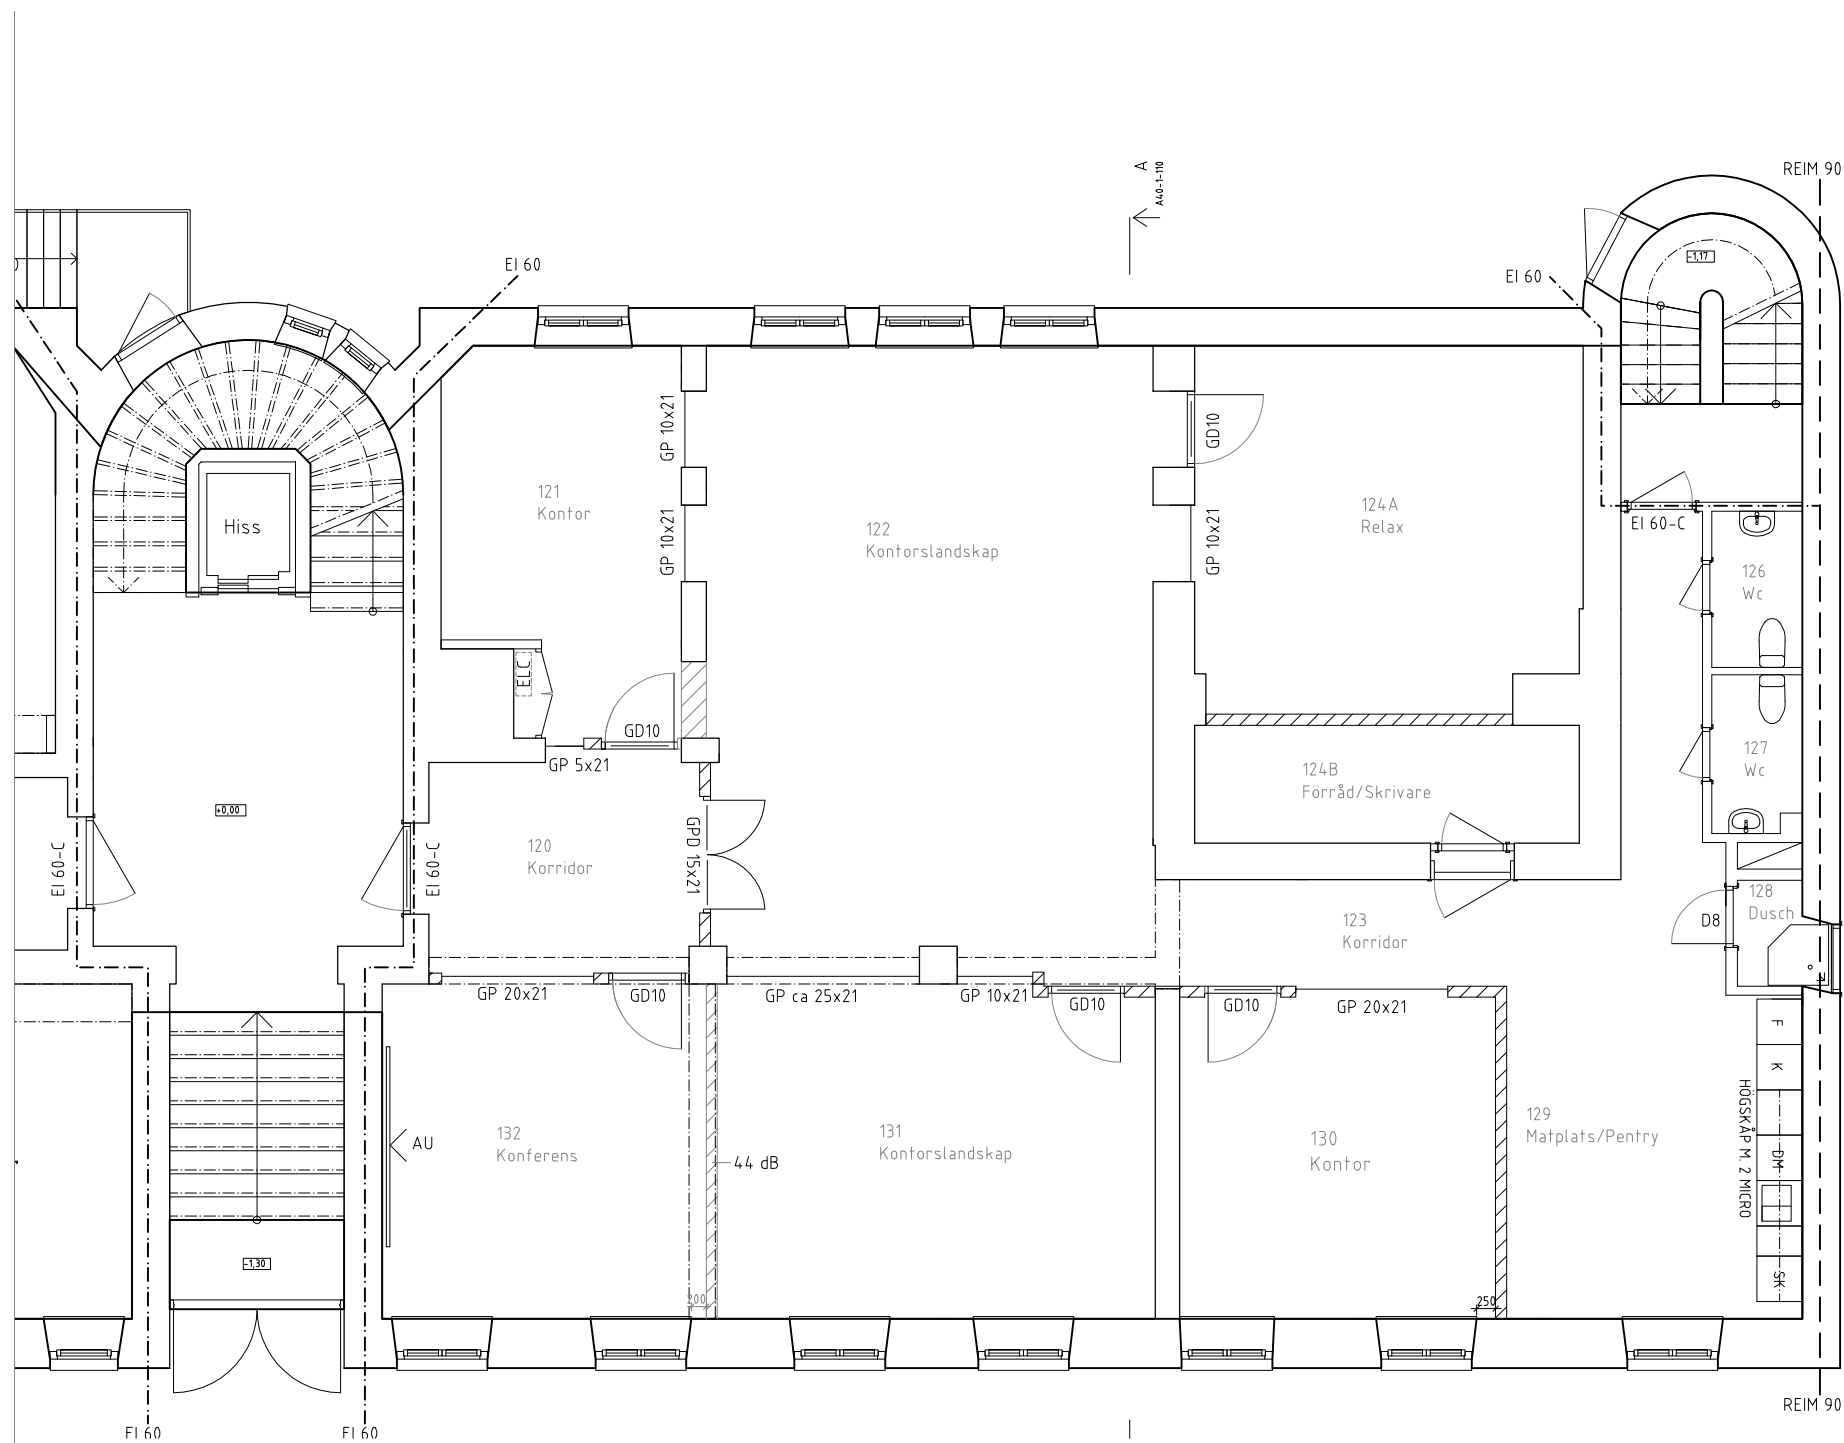 REIM 90
A
A40-1-110
EI 60
EI 60
-1,17
GP 10x21
GD10
121
Kontor
124A
Relax
Hiss
122
Kontorslandskap
GP 10x21
GP 10x21
EI 60-C
126
Wc
ELC
GD10
GP 5x21
127
Wc
124B
Förråd/Skrivare
+0,00
EI 60-C
EI 60-C
120
Korridor
GPD 15x21
128
Dusch
D8
123
Korridor
GP 20x21
GD10
GP ca 25x21
GP 10x21
GD10
GD10
GP 20x21
F
K
HÖGSKÅP M. 2 MICRO
DM
SK
AU
132
Konferens
44 dB
131
Kontorslandskap
130
Kontor
129
Matplats/Pentry
-1,30
200
250
EI 60
EI 60
REIM 90